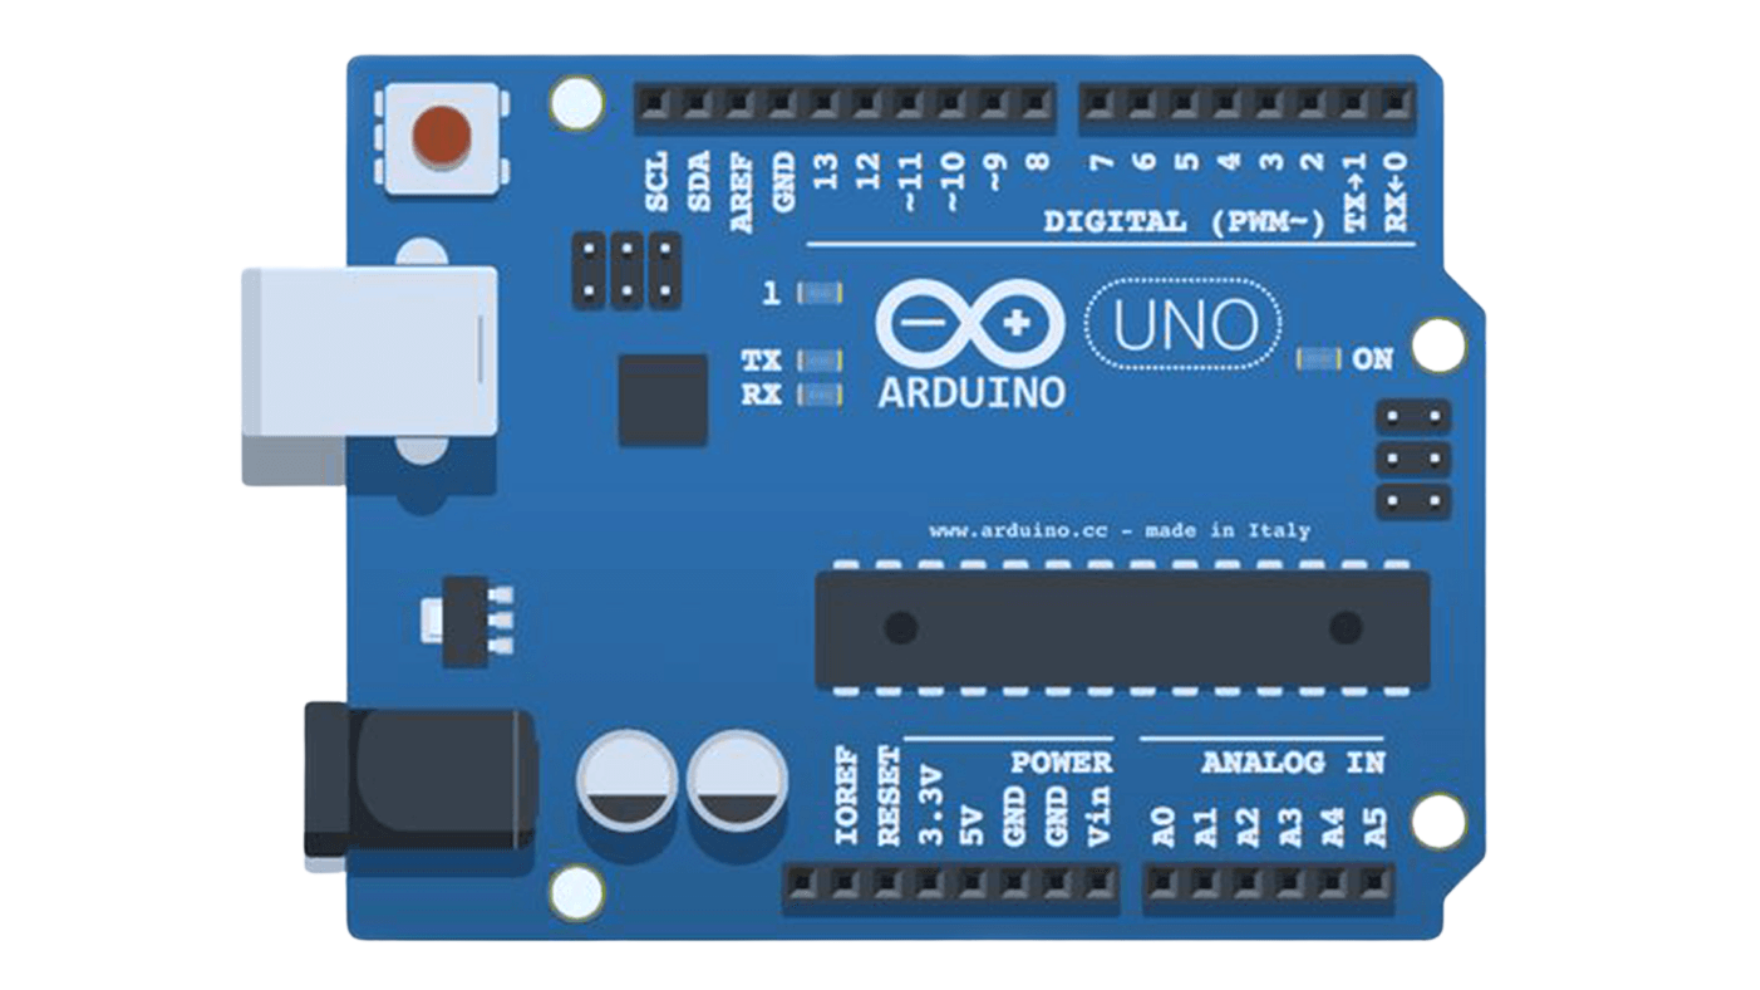 SCL
SDA
AREF
GND
13
12
~11
~10
~9
8
7
6
5
4
3
2
TX→1
RX←0
DIGITAL (PWM~)
1
TX
RX
ARDUINO
UNO
ON
www.arduino.cc - made in Italy
POWER
ANALOG IN
IOREF
RESET
3.3V
5V
GND
GND
Vin
A0
A1
A2
A3
A4
A5